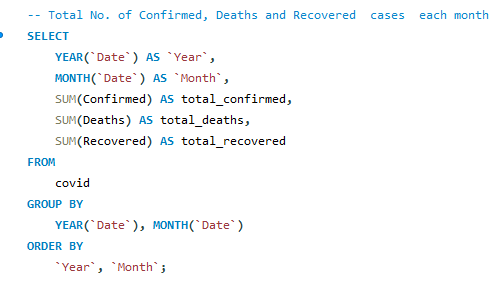 -- Total No. of Confirmed, Deaths and Recovered  cases  each month
SELECT
    YEAR(`Date`) AS `Year`,
    MONTH(`Date`) AS `Month`,
    SUM(Confirmed) AS total_confirmed,
    SUM(Deaths) AS total_deaths,
    SUM(Recovered) AS total_recovered
FROM
    covid
GROUP BY
    YEAR(`Date`), MONTH(`Date`)
ORDER BY
    `Year`, `Month`;